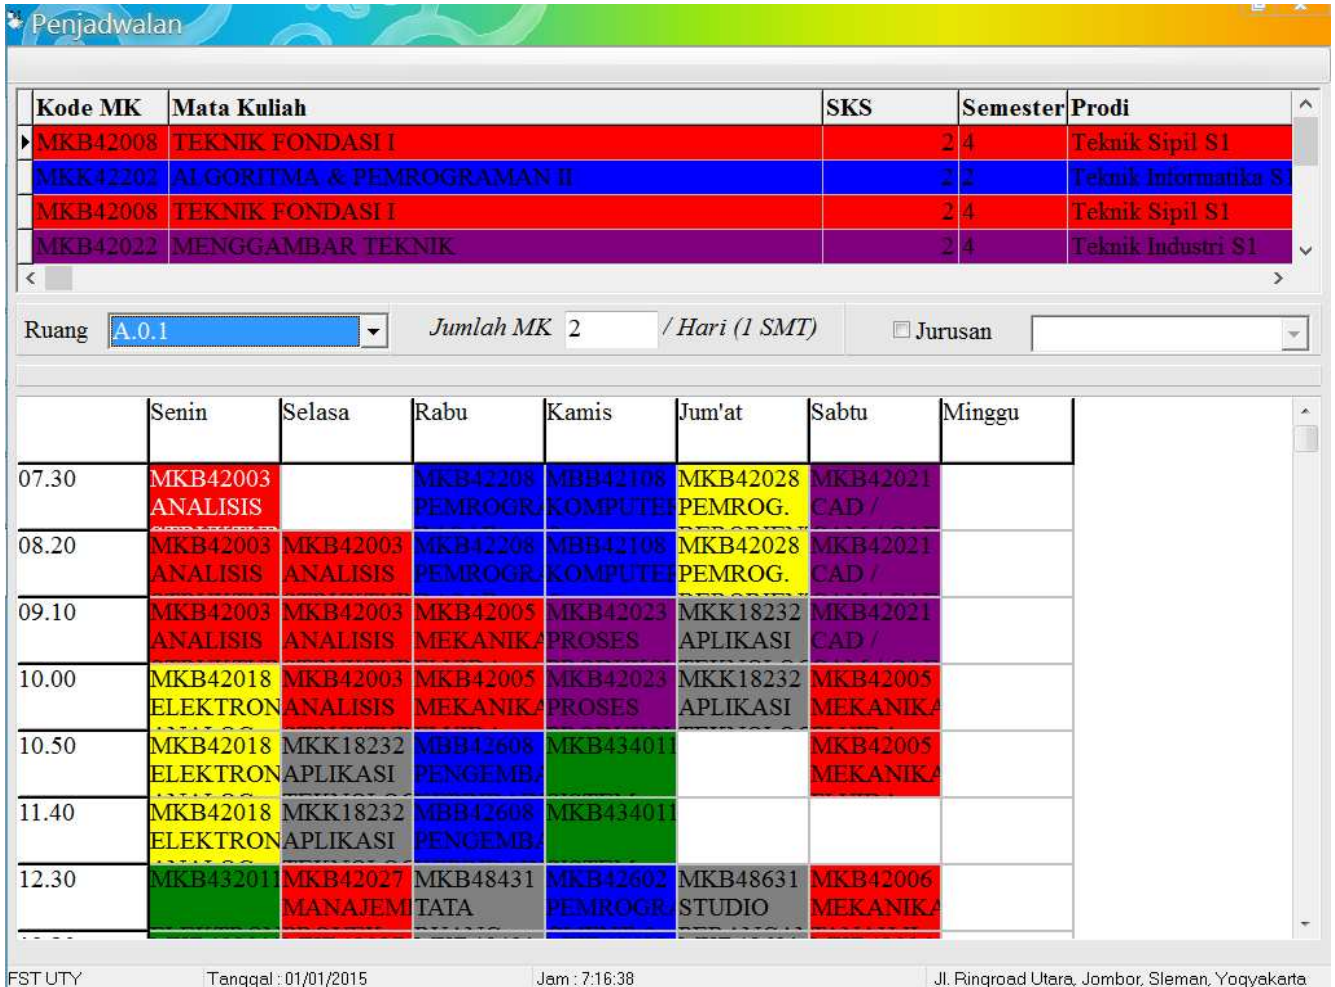 Penjadwalan
Kode MK Mata Kuliah SKS Semester Prodi
MKB42008 TEKNIK FONDASI I 2 4 Teknik Sipil S1
MKK42202 ALGORITMA & PEMROGRAMAN II 2 2 Teknik Informatika S1
MKB42008 TEKNIK FONDASI I 2 4 Teknik Sipil S1
MKB42022 MENGGAMBAR TEKNIK 2 4 Teknik Industri S1
Ruang A.0.1 Jumlah MK 2 / Hari (1 SMT) Jurusan
Senin Selasa Rabu Kamis Jum'at Sabtu Minggu
07.30 MKB42003 MKB42208 MBB42108 MKB42028 MKB42021
ANALISIS PEMROGRA KOMPUTER PEMROG. CAD /
08.20 MKB42003 MKB42003 MKB42208 MBB42108 MKB42028 MKB42021
ANALISIS ANALISIS PEMROGRA KOMPUTER PEMROG. CAD /
09.10 MKB42003 MKB42003 MKB42005 MKB42023 MKK18232 MKB42021
ANALISIS ANALISIS MEKANIKA PROSES APLIKASI CAD /
10.00 MKB42018 MKB42003 MKB42005 MKB42023 MKK18232 MKB42005
ELEKTRON ANALISIS MEKANIKA PROSES APLIKASI MEKANIKA
10.50 MKB42018 MKK18232 MBB42608 MKB434011 MKB42005
ELEKTRON APLIKASI PENGEMBA MEKANIKA
11.40 MKB42018 MKK18232 MBB42608 MKB434011
ELEKTRON APLIKASI PENGEMBA
12.30 MKB432011 MKB42027 MKB48431 MKB42602 MKB48631 MKB42006
MANAJEMI TATA PEMROGRA STUDIO MEKANIKA
FST UTY Tanggal : 01/01/2015 Jam : 7:16:38 Jl. Ringroad Utara, Jombor, Sleman, Yogyakarta